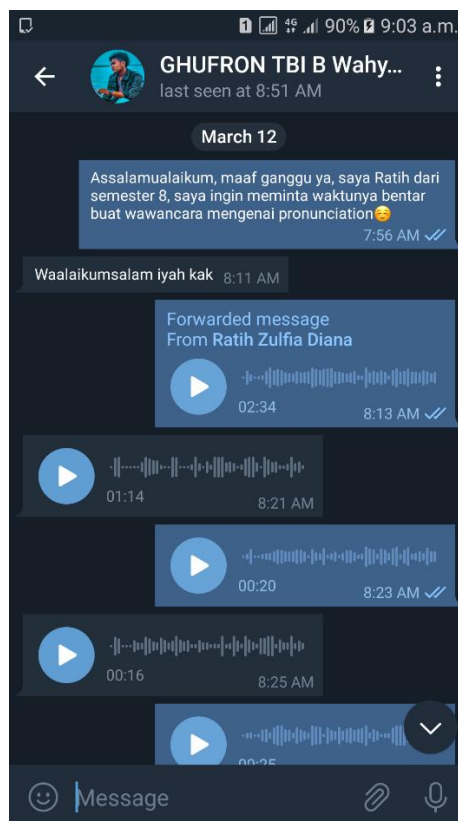 1 4G 90% 9:03 a.m.
GHUFRON TBI B Wahy...
last seen at 8:51 AM
March 12
Assalamualaikum, maaf ganggu ya, saya Ratih dari
semester 8, saya ingin meminta waktunya bentar
buat wawancara mengenai pronunciation
7:56 AM
Waalaikumsalam iyah kak 8:11 AM
Forwarded message
From Ratih Zulfia Diana
02:34 8:13 AM
01:14 8:21 AM
00:20 8:23 AM
00:16 8:25 AM
00:25
Message